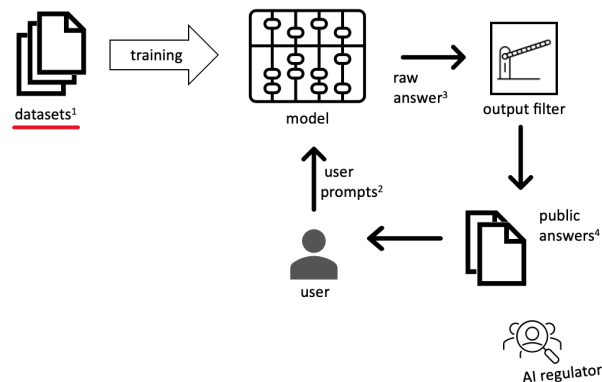 datasets¹
training
model
raw
answer³
output filter
user
prompts²
public
answers⁴
user
AI regulator